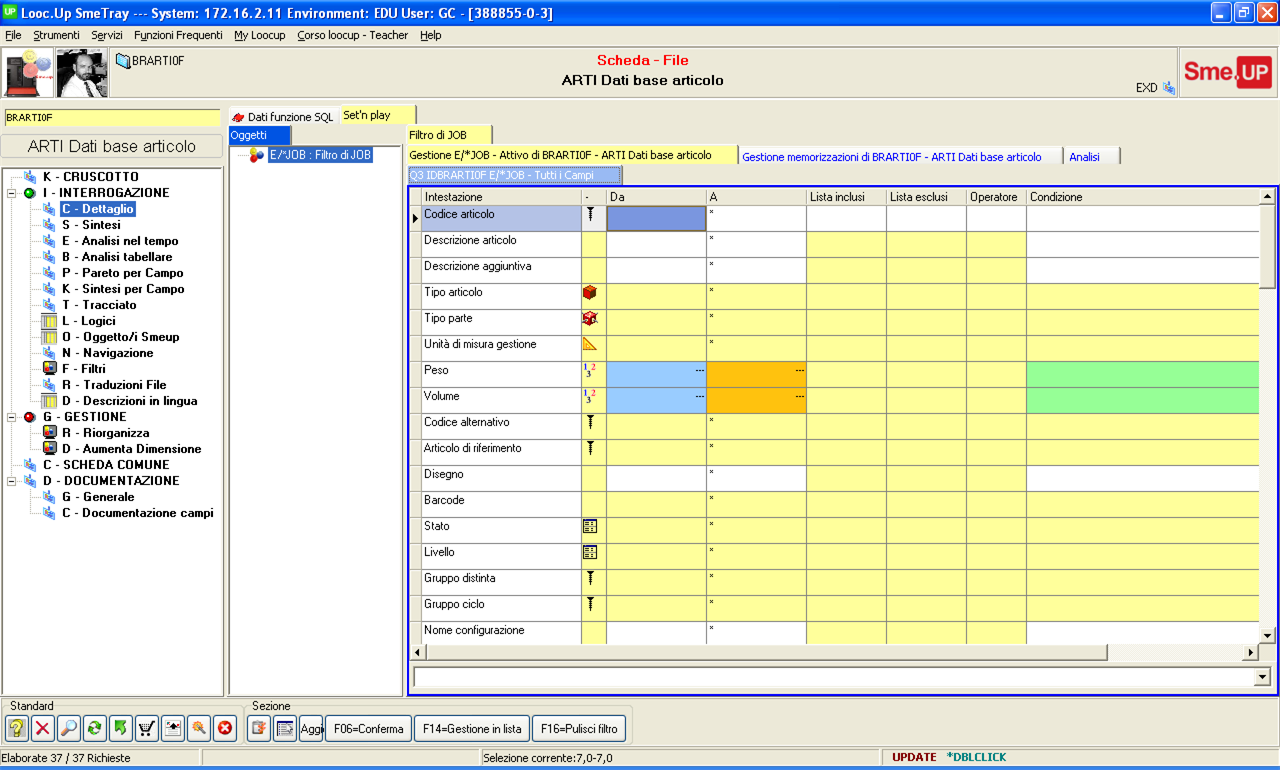 Looc.Up SmeTray --- System: 172.16.2.11 Environment: EDU User: GC - [388855-0-3]
File Strumenti Servizi Funzioni Frequenti My Loocup Corso loocup - Teacher Help
BRARTI0F
Scheda - File
ARTI Dati base articolo
EXD
Sme.UP
BRARTI0F
ARTI Dati base articolo
K - CRUSCOTTO
I - INTERROGAZIONE
C - Dettaglio
S - Sintesi
E - Analisi nel tempo
B - Analisi tabellare
P - Pareto per Campo
K - Sintesi per Campo
T - Tracciato
L - Logici
O - Oggetto/i Smeup
N - Navigazione
F - Filtri
R - Traduzioni File
D - Descrizioni in lingua
G - GESTIONE
R - Riorganizza
D - Aumenta Dimensione
C - SCHEDA COMUNE
D - DOCUMENTAZIONE
G - Generale
C - Documentazione campi
Dati funzione SQL Set'n play
Oggetti
E/*JOB : Filtro di JOB
Filtro di JOB
Gestione E/*JOB - Attivo di BRARTI0F - ARTI Dati base articolo Gestione memorizzazioni di BRARTI0F - ARTI Dati base articolo Analisi
Q3 IDBRARTI0F E/*JOB - Tutti i Campi
Intestazione - Da A Lista inclusi Lista esclusi Operatore Condizione
Codice articolo *
Descrizione articolo *
Descrizione aggiuntiva *
Tipo articolo *
Tipo parte *
Unità di misura gestione *
Peso 1 2 3 --- ---
Volume 1 2 3 --- ---
Codice alternativo *
Articolo di riferimento *
Disegno *
Barcode *
Stato *
Livello *
Gruppo distinta *
Gruppo ciclo *
Nome configurazione *
Standard
Sezione
Aggi F06=Conferma F14=Gestione in lista F16=Pulisci filtro
Elaborate 37 / 37 Richieste Selezione corrente:7,0-7,0 UPDATE *DBLCLICK